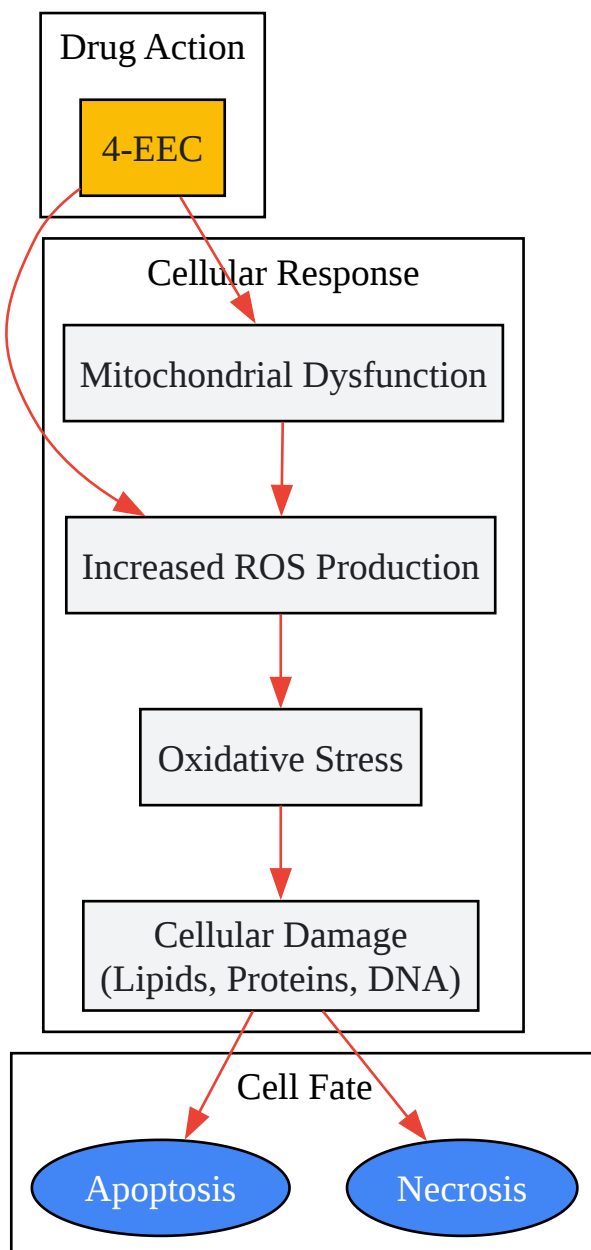 Drug Action
4-EEC
Cellular Response
Mitochondrial Dysfunction
Increased ROS Production
Oxidative Stress
Cellular Damage
(Lipids, Proteins, DNA)
Cell Fate
Apoptosis
Necrosis